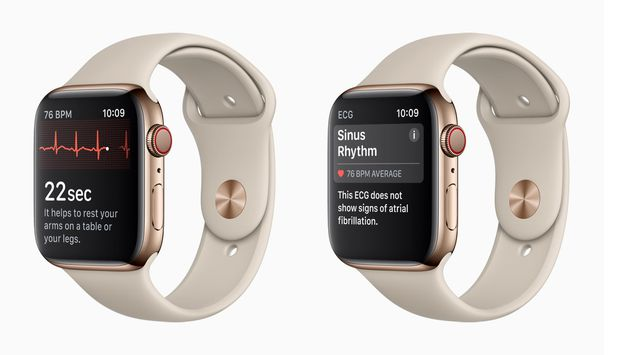 76 BPM 10:09
22sec
It helps to rest your
arms on a table or
your legs.
ECG 10:09
Sinus
Rhythm
i
76 BPM AVERAGE
This ECG does not
show signs of atrial
fibrillation.